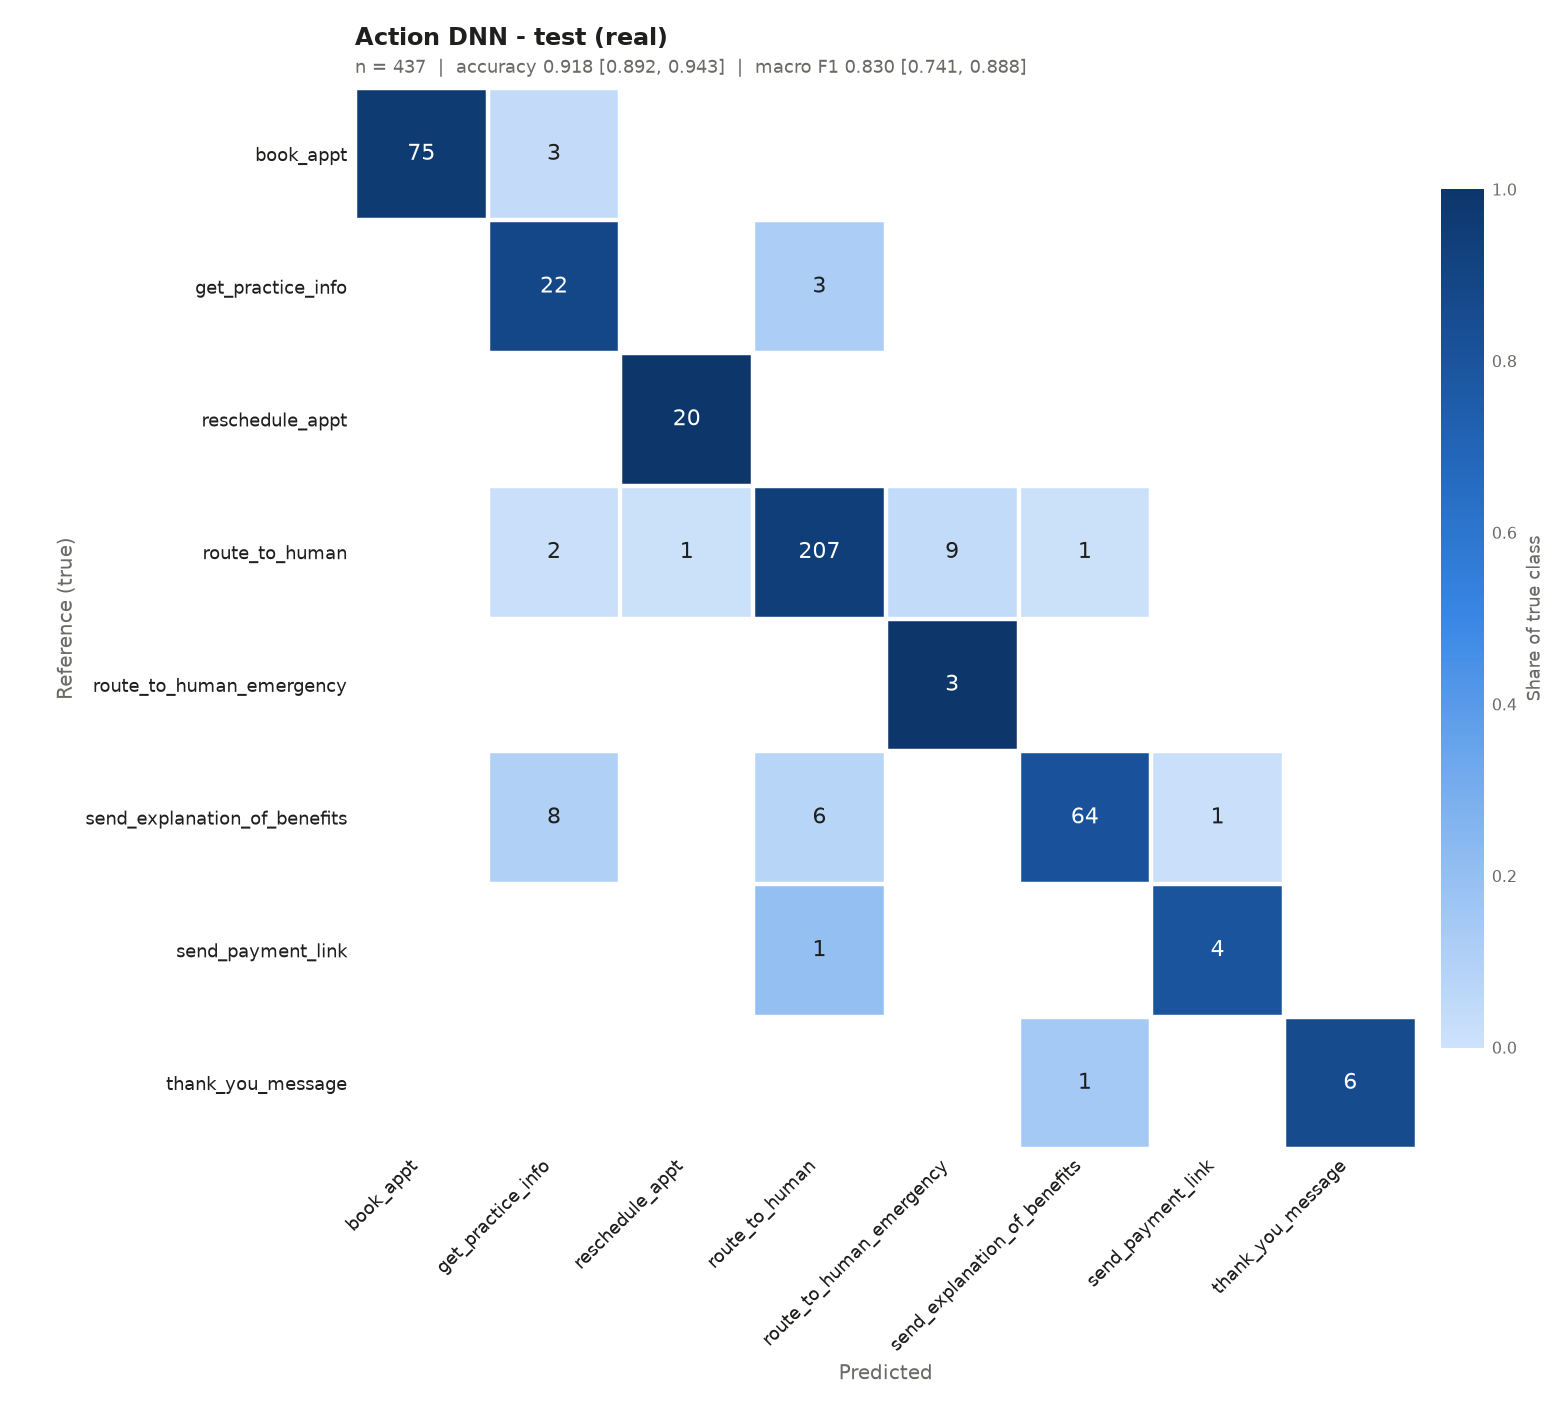 Action DNN - test (real)
n = 437 | accuracy 0.918 [0.892, 0.943] | macro F1 0.830 [0.741, 0.888]
book_appt 75 3
get_practice_info 22 3
reschedule_appt 20
route_to_human 2 1 207 9 1
route_to_human_emergency 3
send_explanation_of_benefits 8 6 64 1
send_payment_link 1 4
thank_you_message 1 6
Reference (true)
book_appt
get_practice_info
reschedule_appt
route_to_human
route_to_human_emergency
send_explanation_of_benefits
send_payment_link
thank_you_message
Predicted
1.0
0.8
0.6
0.4
0.2
0.0
Share of true class